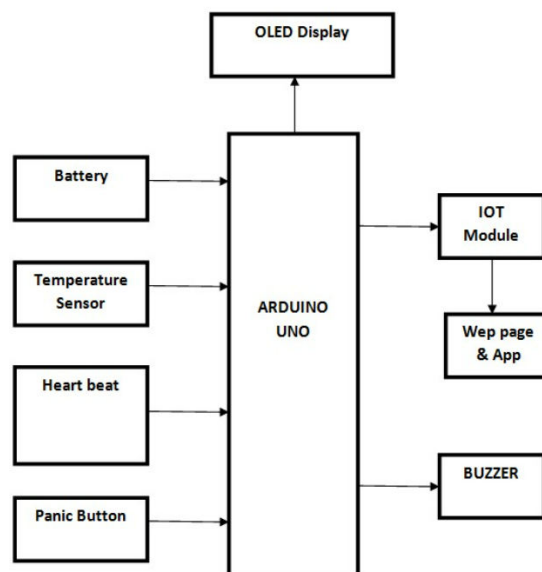 OLED Display
Battery
Temperature
Sensor
Heart beat
Panic Button
ARDUINO
UNO
IOT
Module
Wep page
& App
BUZZER